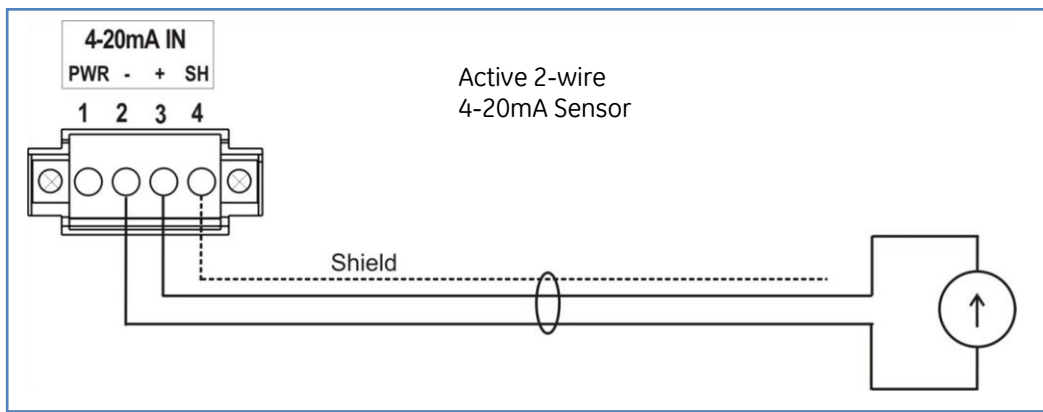 4-20mA IN
PWR - + SH
1 2 3 4
Active 2-wire
4-20mA Sensor
Shield